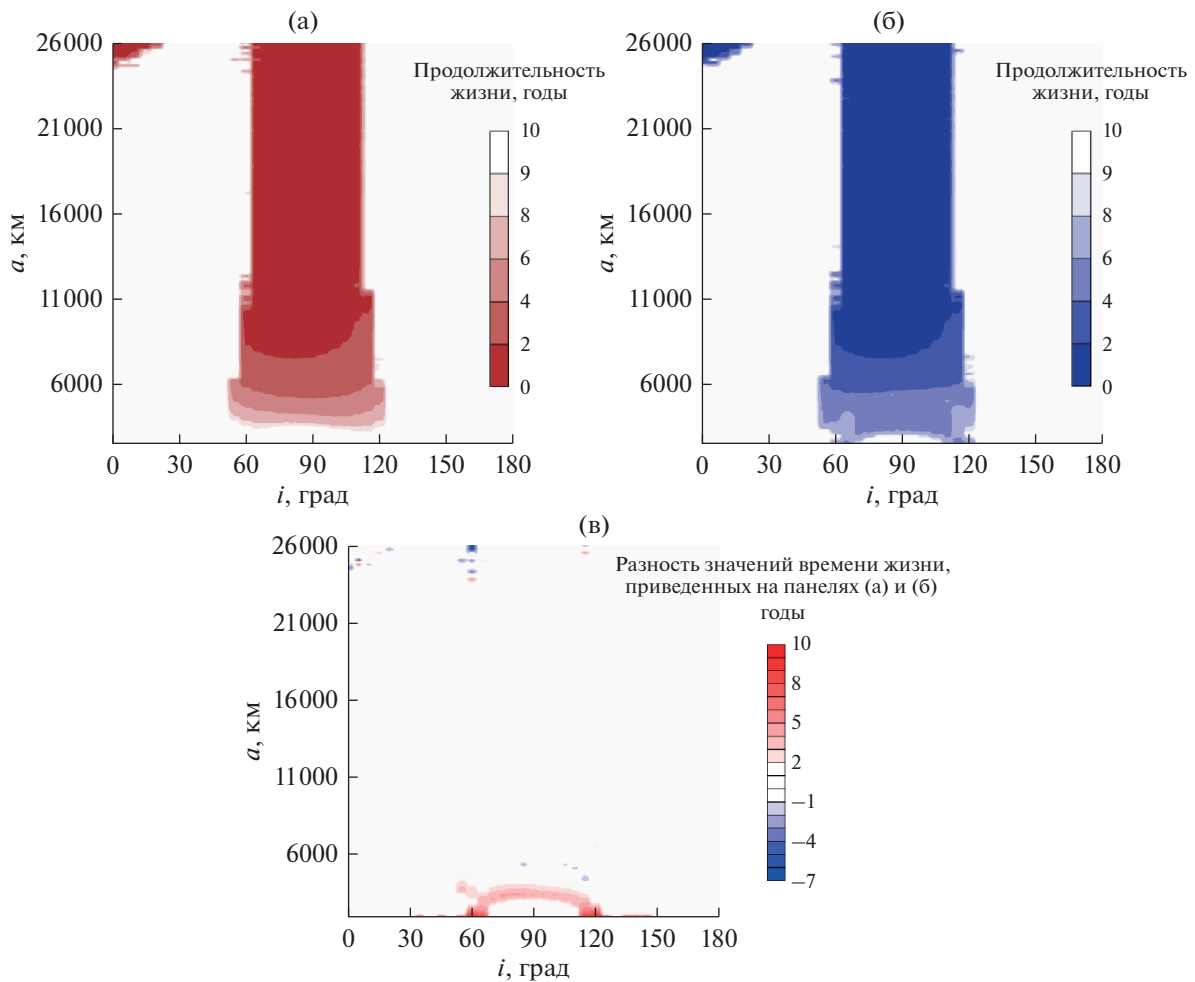 (а)
26000
21000
16000
11000
6000
a, км
0 30 60 90 120 150 180
i, град
Продолжительность
жизни, годы
10
9
8
6
4
2
0
(б)
26000
21000
16000
11000
6000
a, км
0 30 60 90 120 150 180
i, град
Продолжительность
жизни, годы
10
9
8
6
4
2
0
(в)
26000
21000
16000
11000
6000
a, км
0 30 60 90 120 150 180
i, град
Разность значений времени жизни,
приведенных на панелях (а) и (б)
годы
10
8
5
2
−1
−4
−7